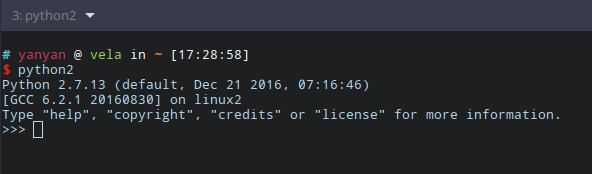 3: python2
# yanyan @ vela in ~ [17:28:58]
$ python2
Python 2.7.13 (default, Dec 21 2016, 07:16:46)
[GCC 6.2.1 20160830] on linux2
Type "help", "copyright", "credits" or "license" for more information.
>>>